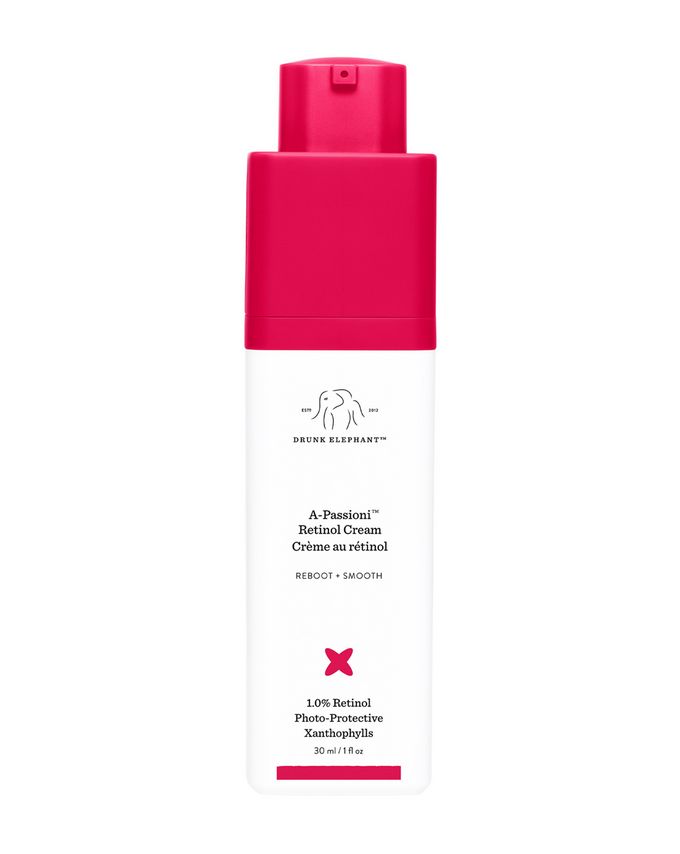 ESTD 2012
DRUNK ELEPHANT™
A-Passioni™
Retinol Cream
Crème au rétinol
REBOOT + SMOOTH
1.0% Retinol
Photo-Protective
Xanthophylls
30 ml / 1 fl oz